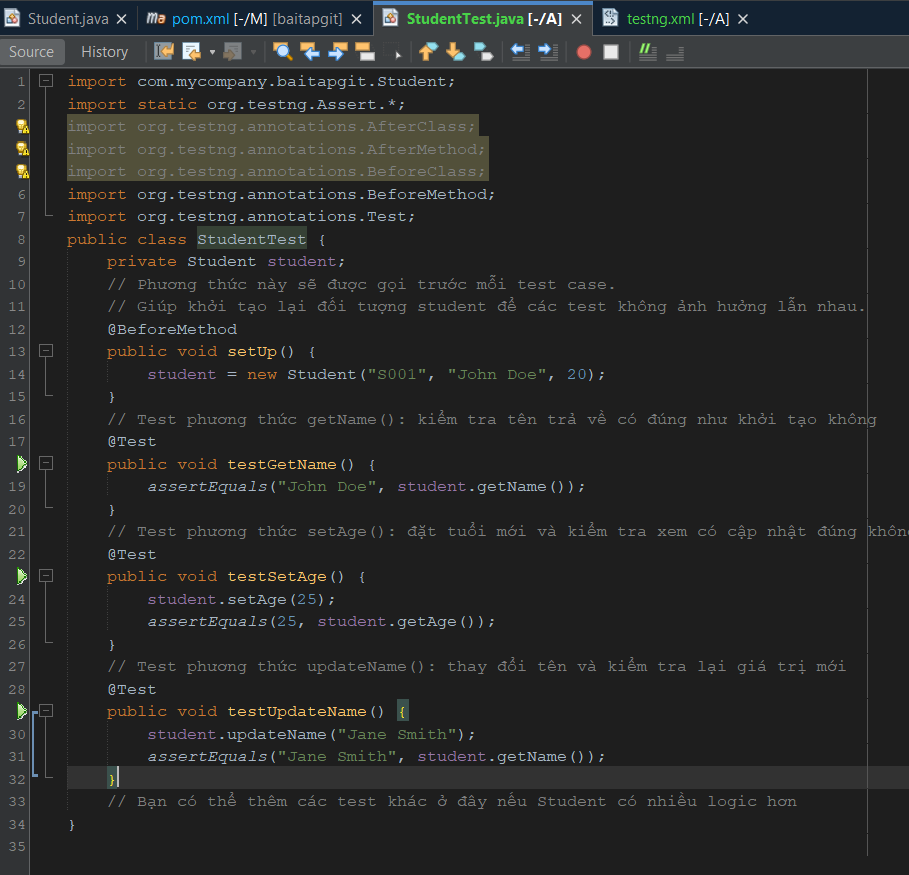 Student.java
pom.xml [-/M] [baitapgit]
StudentTest.java [-/A]
testng.xml [-/A]
Source
History
1 import com.mycompany.baitapgit.Student;
2 import static org.testng.Assert.*;
import org.testng.annotations.AfterClass;
import org.testng.annotations.AfterMethod;
import org.testng.annotations.BeforeClass;
6 import org.testng.annotations.BeforeMethod;
7 import org.testng.annotations.Test;
8 public class StudentTest {
9 private Student student;
10 // Phương thức này sẽ được gọi trước mỗi test case.
11 // Giúp khởi tạo lại đối tượng student để các test không ảnh hưởng lẫn nhau.
12 @BeforeMethod
13 public void setUp() {
14 student = new Student("S001", "John Doe", 20);
15 }
16 // Test phương thức getName(): kiểm tra tên trả về có đúng như khởi tạo không
17 @Test
public void testGetName() {
19 assertEquals("John Doe", student.getName());
20 }
21 // Test phương thức setAge(): đặt tuổi mới và kiểm tra xem có cập nhật đúng khôn
22 @Test
public void testSetAge() {
24 student.setAge(25);
25 assertEquals(25, student.getAge());
26 }
27 // Test phương thức updateName(): thay đổi tên và kiểm tra lại giá trị mới
28 @Test
public void testUpdateName() {
30 student.updateName("Jane Smith");
31 assertEquals("Jane Smith", student.getName());
32 }
33 // Bạn có thể thêm các test khác ở đây nếu Student có nhiều logic hơn
34 }
35